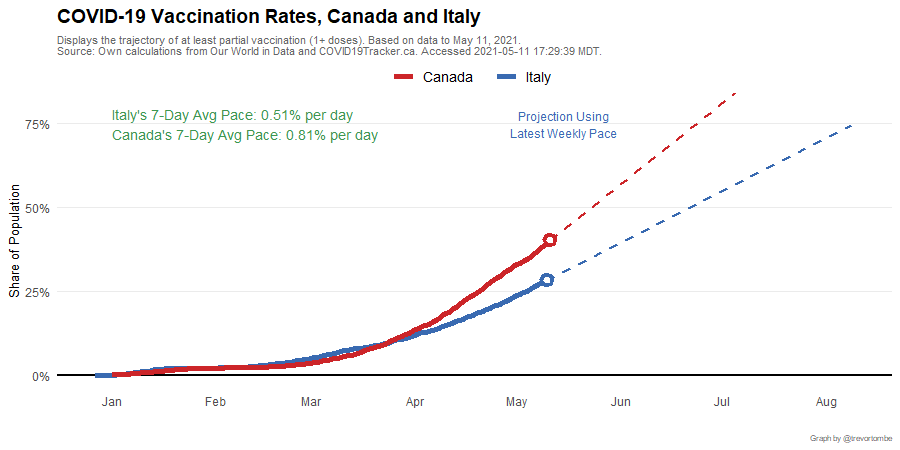 COVID-19 Vaccination Rates, Canada and Italy
Displays the trajectory of at least partial vaccination (1+ doses). Based on data to May 11, 2021.
Source: Own calculations from Our World in Data and COVID19Tracker.ca. Accessed 2021-05-11 17:29:39 MDT.
Canada Italy
Italy's 7-Day Avg Pace: 0.51% per day
Canada's 7-Day Avg Pace: 0.81% per day
Projection Using
Latest Weekly Pace
Share of Population
75%
50%
25%
0%
Jan Feb Mar Apr May Jun Jul Aug
Graph by @trevortombe